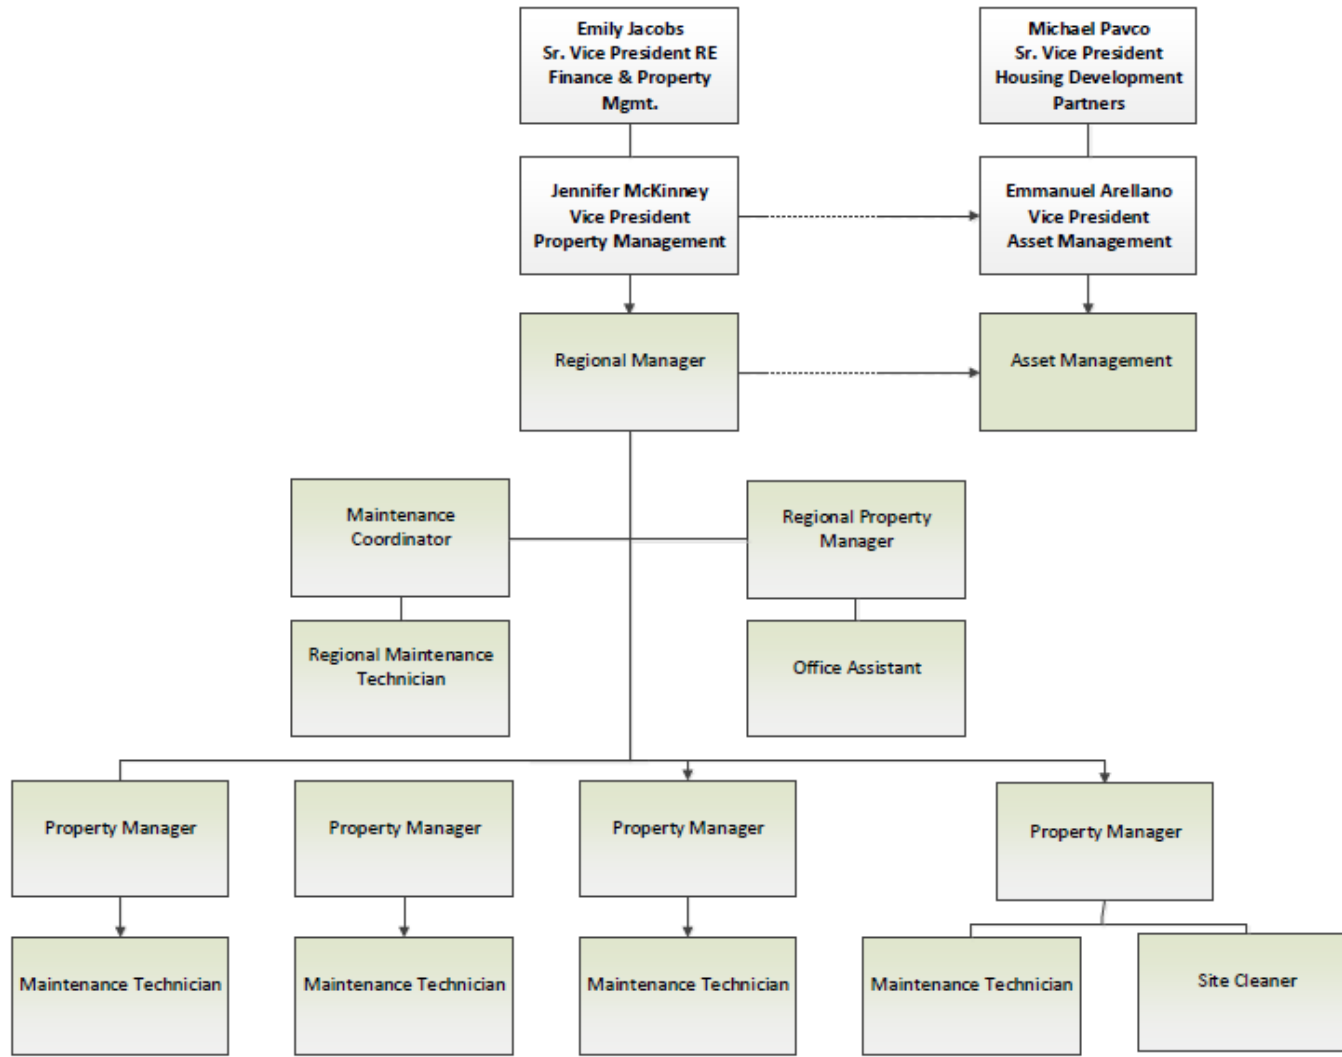 Emily Jacobs
Sr. Vice President RE
Finance & Property
Mgmt.
Michael Pavco
Sr. Vice President
Housing Development
Partners
Jennifer McKinney
Vice President
Property Management
Emmanuel Arellano
Vice President
Asset Management
Regional Manager
Asset Management
Maintenance
Coordinator
Regional Property
Manager
Regional Maintenance
Technician
Office Assistant
Property Manager
Property Manager
Property Manager
Property Manager
Maintenance Technician
Maintenance Technician
Maintenance Technician
Maintenance Technician
Site Cleaner